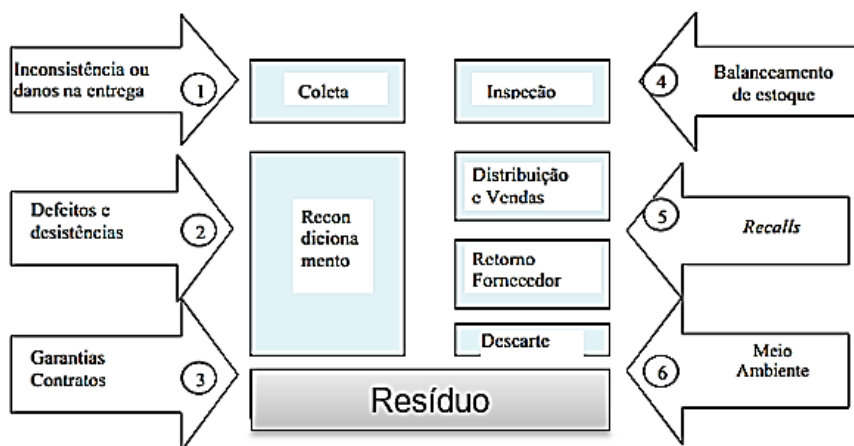 Inconsistência ou
danos na entrega
1
Coleta
Inspeção
4
Balanceamento
de estoque
Defeitos e
desistências
2
Recon
diciona
mento
Distribuição
e Vendas
Retorno
Fornecedor
Descarte
5
Recalls
Garantias
Contratos
3
Resíduo
6
Meio
Ambiente